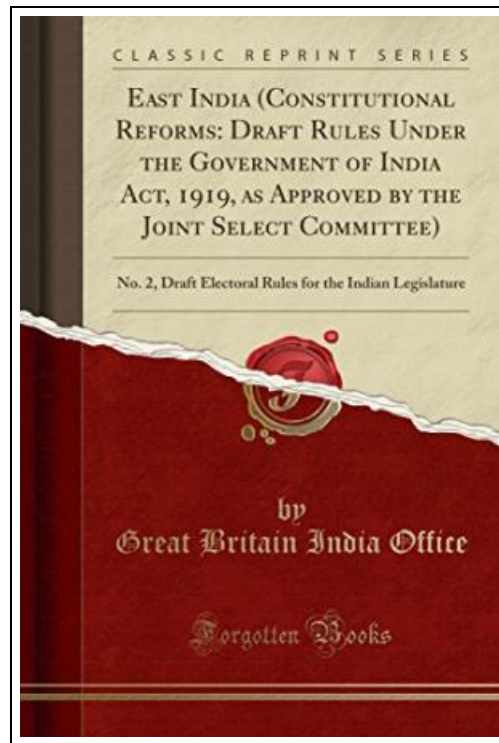 CLASSIC REPRINT SERIES
EAST INDIA (CONSTITUTIONAL
REFORMS: DRAFT RULES UNDER
THE GOVERNMENT OF INDIA
ACT, 1919, AS APPROVED BY THE
JOINT SELECT COMMITTEE)
No. 2, Draft Electoral Rules for the Indian Legislature
by
Great Britain India Office
Forgotten Books